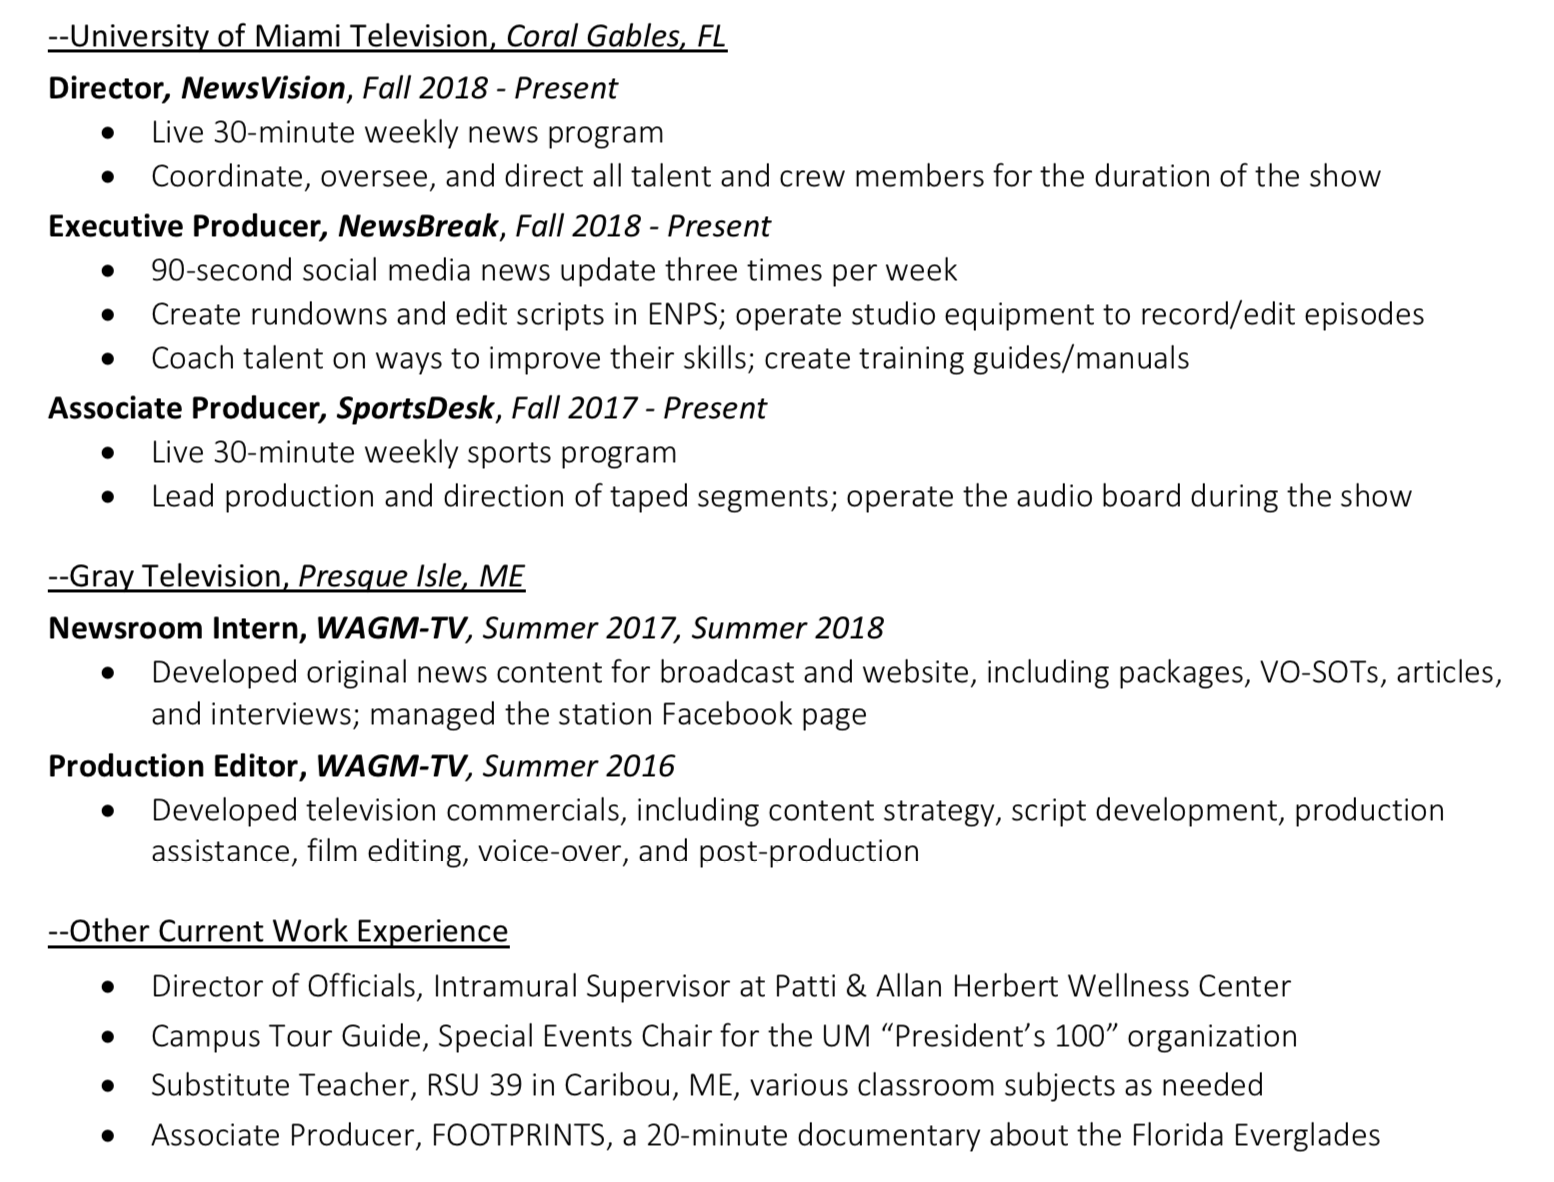 --University of Miami Television, Coral Gables, FL
Director, NewsVision, Fall 2018 - Present
• Live 30-minute weekly news program
• Coordinate, oversee, and direct all talent and crew members for the duration of the show
Executive Producer, NewsBreak, Fall 2018 - Present
• 90-second social media news update three times per week
• Create rundowns and edit scripts in ENPS; operate studio equipment to record/edit episodes
• Coach talent on ways to improve their skills; create training guides/manuals
Associate Producer, SportsDesk, Fall 2017 - Present
• Live 30-minute weekly sports program
• Lead production and direction of taped segments; operate the audio board during the show
--Gray Television, Presque Isle, ME
Newsroom Intern, WAGM-TV, Summer 2017, Summer 2018
• Developed original news content for broadcast and website, including packages, VO-SOTs, articles,
and interviews; managed the station Facebook page
Production Editor, WAGM-TV, Summer 2016
• Developed television commercials, including content strategy, script development, production
assistance, film editing, voice-over, and post-production
--Other Current Work Experience
• Director of Officials, Intramural Supervisor at Patti & Allan Herbert Wellness Center
• Campus Tour Guide, Special Events Chair for the UM “President’s 100” organization
• Substitute Teacher, RSU 39 in Caribou, ME, various classroom subjects as needed
• Associate Producer, FOOTPRINTS, a 20-minute documentary about the Florida Everglades